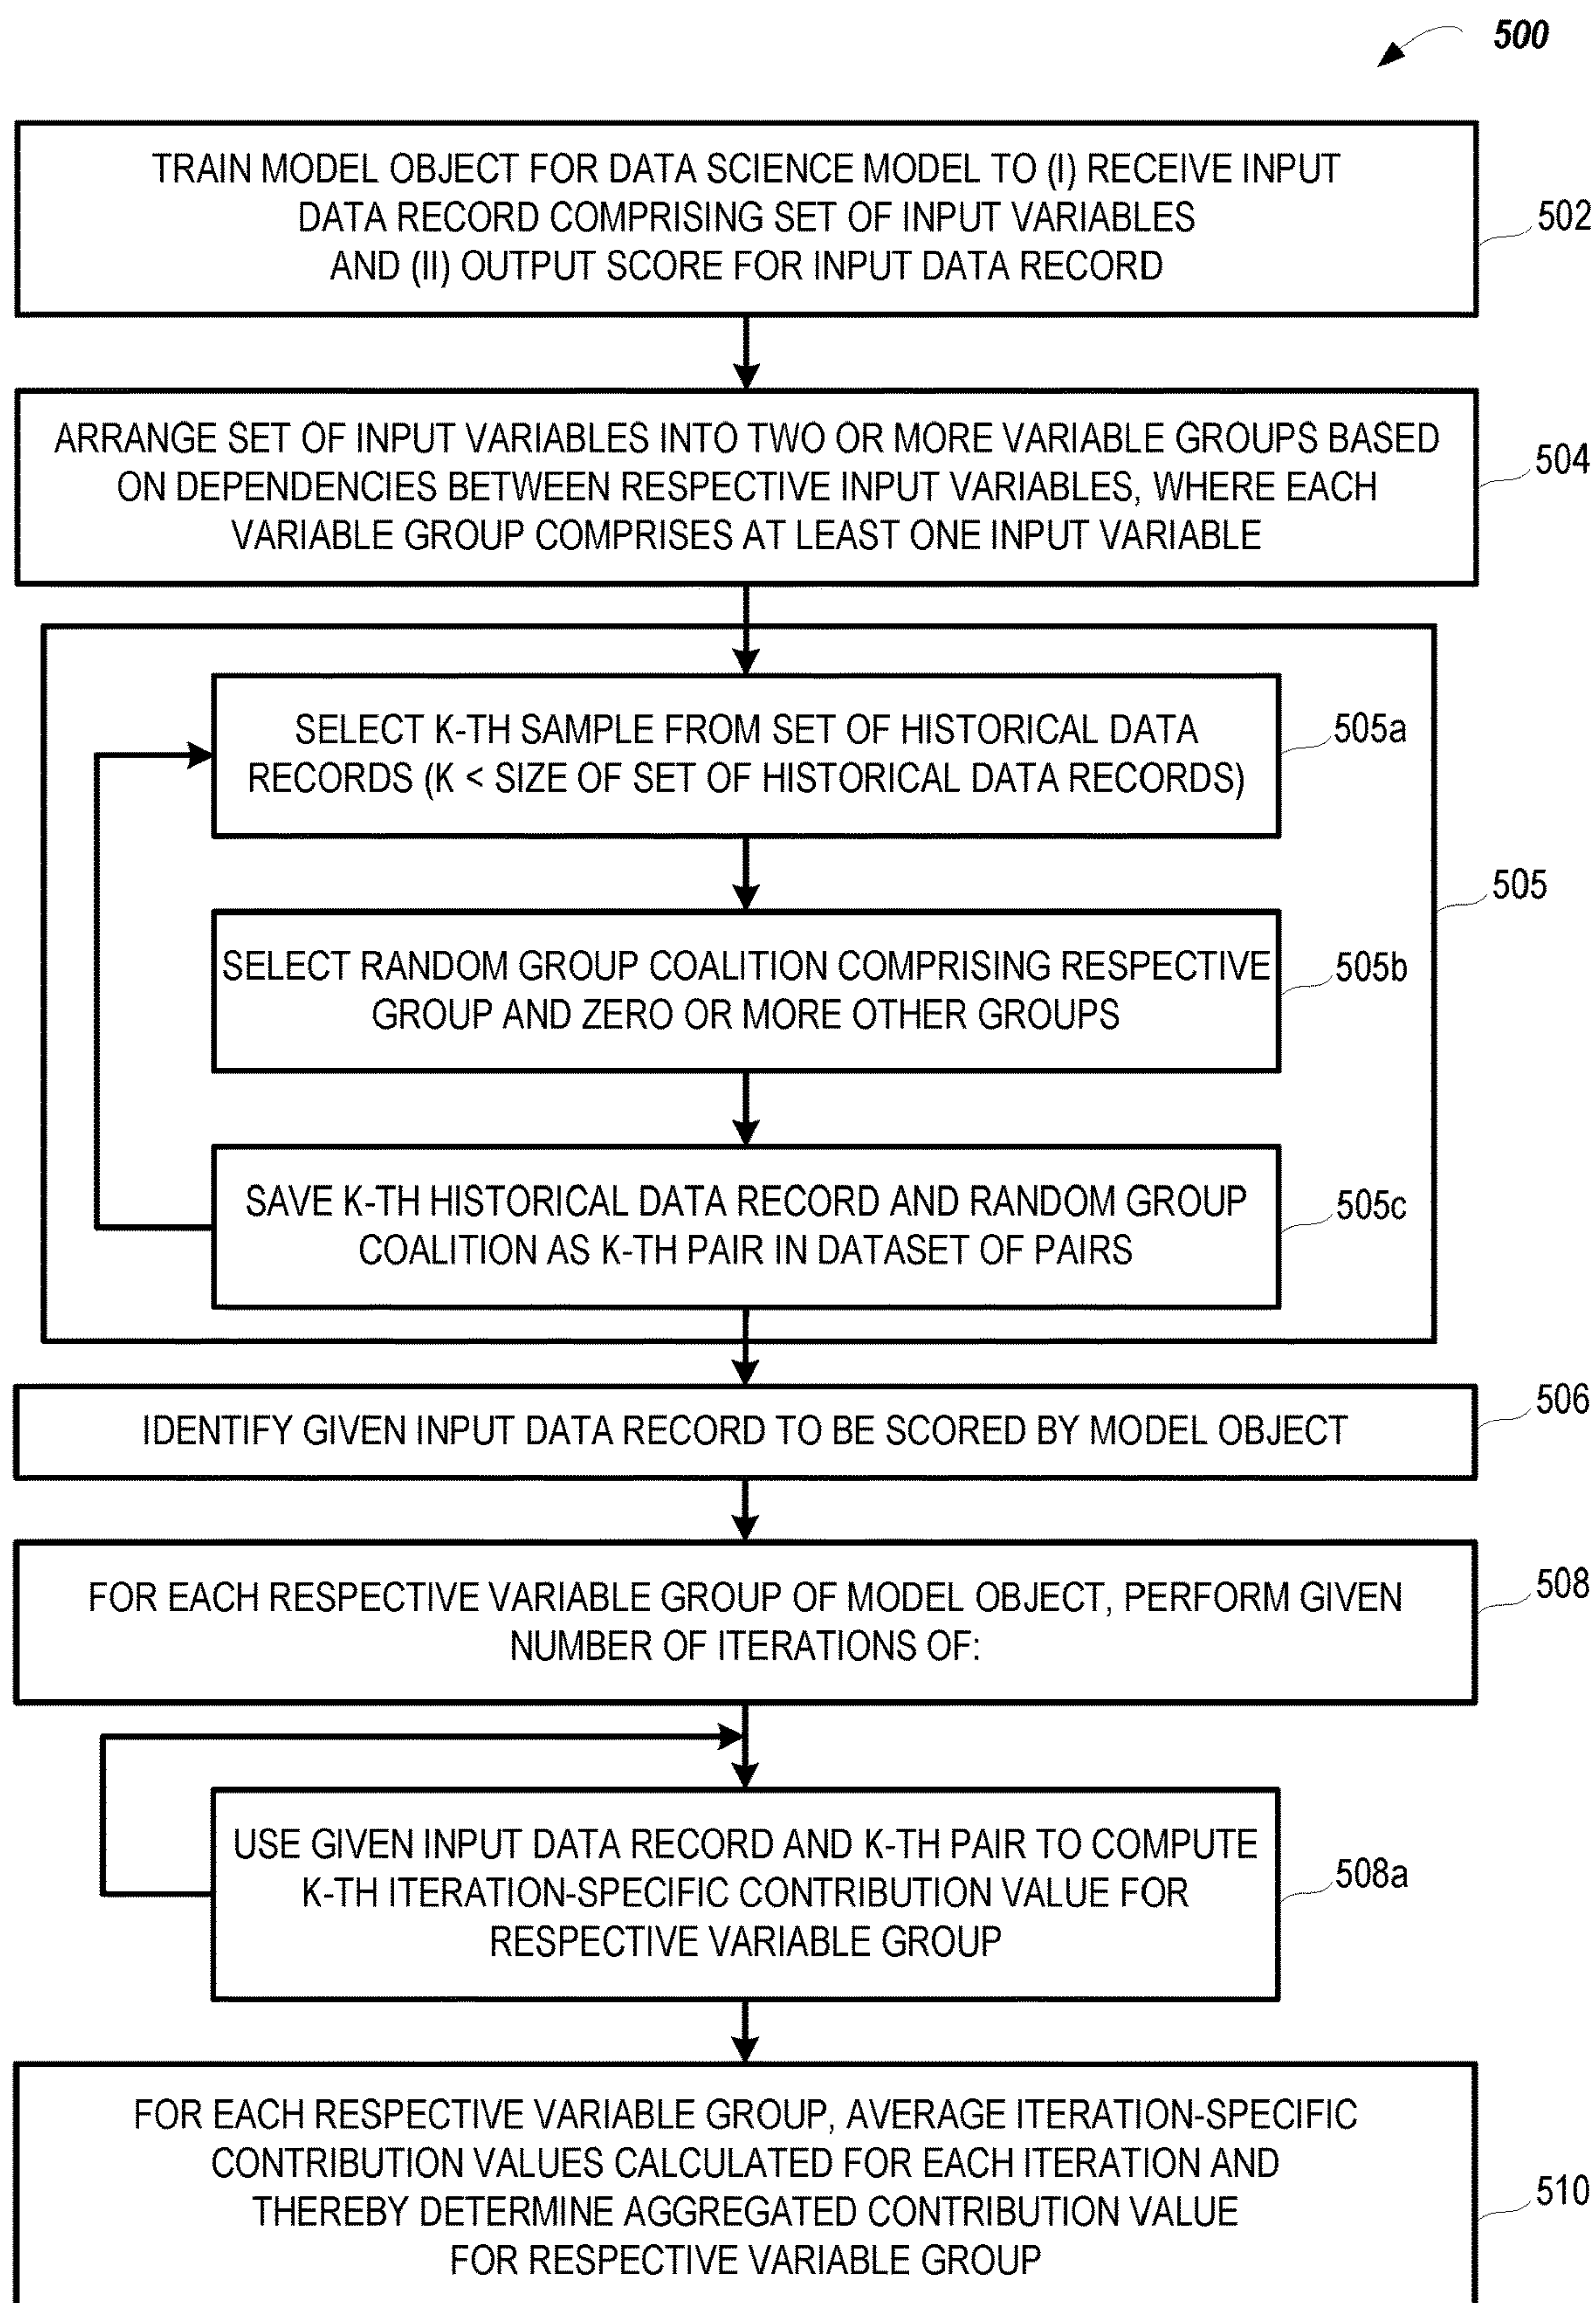 500
TRAIN MODEL OBJECT FOR DATA SCIENCE MODEL TO (I) RECEIVE INPUT
DATA RECORD COMPRISING SET OF INPUT VARIABLES
AND (II) OUTPUT SCORE FOR INPUT DATA RECORD
502
ARRANGE SET OF INPUT VARIABLES INTO TWO OR MORE VARIABLE GROUPS BASED
ON DEPENDENCIES BETWEEN RESPECTIVE INPUT VARIABLES, WHERE EACH
VARIABLE GROUP COMPRISES AT LEAST ONE INPUT VARIABLE
504
SELECT K-TH SAMPLE FROM SET OF HISTORICAL DATA
RECORDS (K < SIZE OF SET OF HISTORICAL DATA RECORDS)
505a
505
SELECT RANDOM GROUP COALITION COMPRISING RESPECTIVE
GROUP AND ZERO OR MORE OTHER GROUPS
505b
SAVE K-TH HISTORICAL DATA RECORD AND RANDOM GROUP
COALITION AS K-TH PAIR IN DATASET OF PAIRS
505c
IDENTIFY GIVEN INPUT DATA RECORD TO BE SCORED BY MODEL OBJECT
506
FOR EACH RESPECTIVE VARIABLE GROUP OF MODEL OBJECT, PERFORM GIVEN
NUMBER OF ITERATIONS OF:
508
USE GIVEN INPUT DATA RECORD AND K-TH PAIR TO COMPUTE
K-TH ITERATION-SPECIFIC CONTRIBUTION VALUE FOR
RESPECTIVE VARIABLE GROUP
508a
FOR EACH RESPECTIVE VARIABLE GROUP, AVERAGE ITERATION-SPECIFIC
CONTRIBUTION VALUES CALCULATED FOR EACH ITERATION AND
THEREBY DETERMINE AGGREGATED CONTRIBUTION VALUE
FOR RESPECTIVE VARIABLE GROUP
510